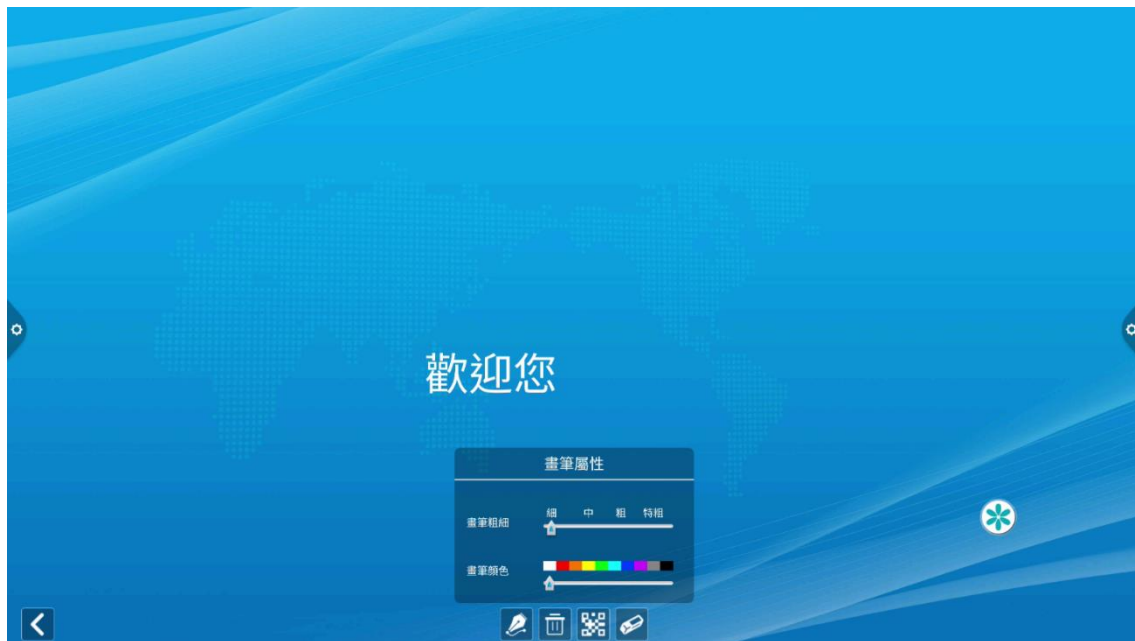 歡迎您
畫筆屬性
細 中 粗 特粗
畫筆粗細
畫筆顏色